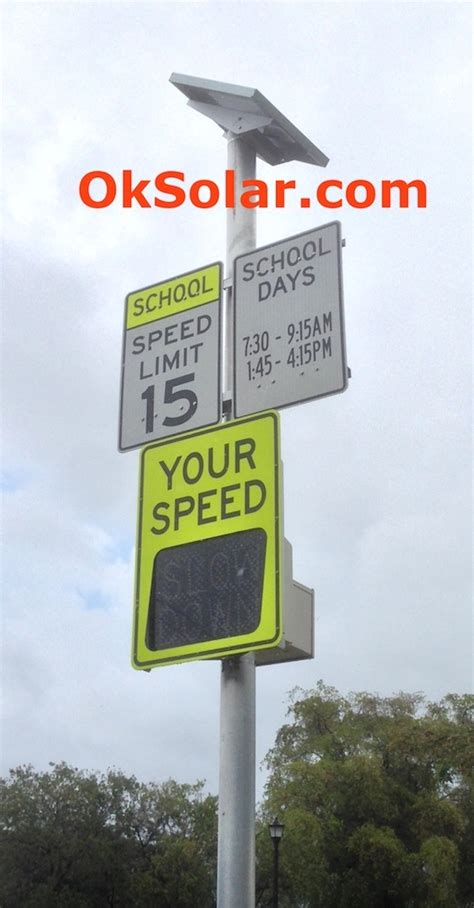 OkSolar.com
SCHOOL
SPEED
LIMIT
15
SCHOOL
DAYS
7:30 - 9:15AM
1:45 - 4:15PM
YOUR
SPEED
SLOW
DOWN